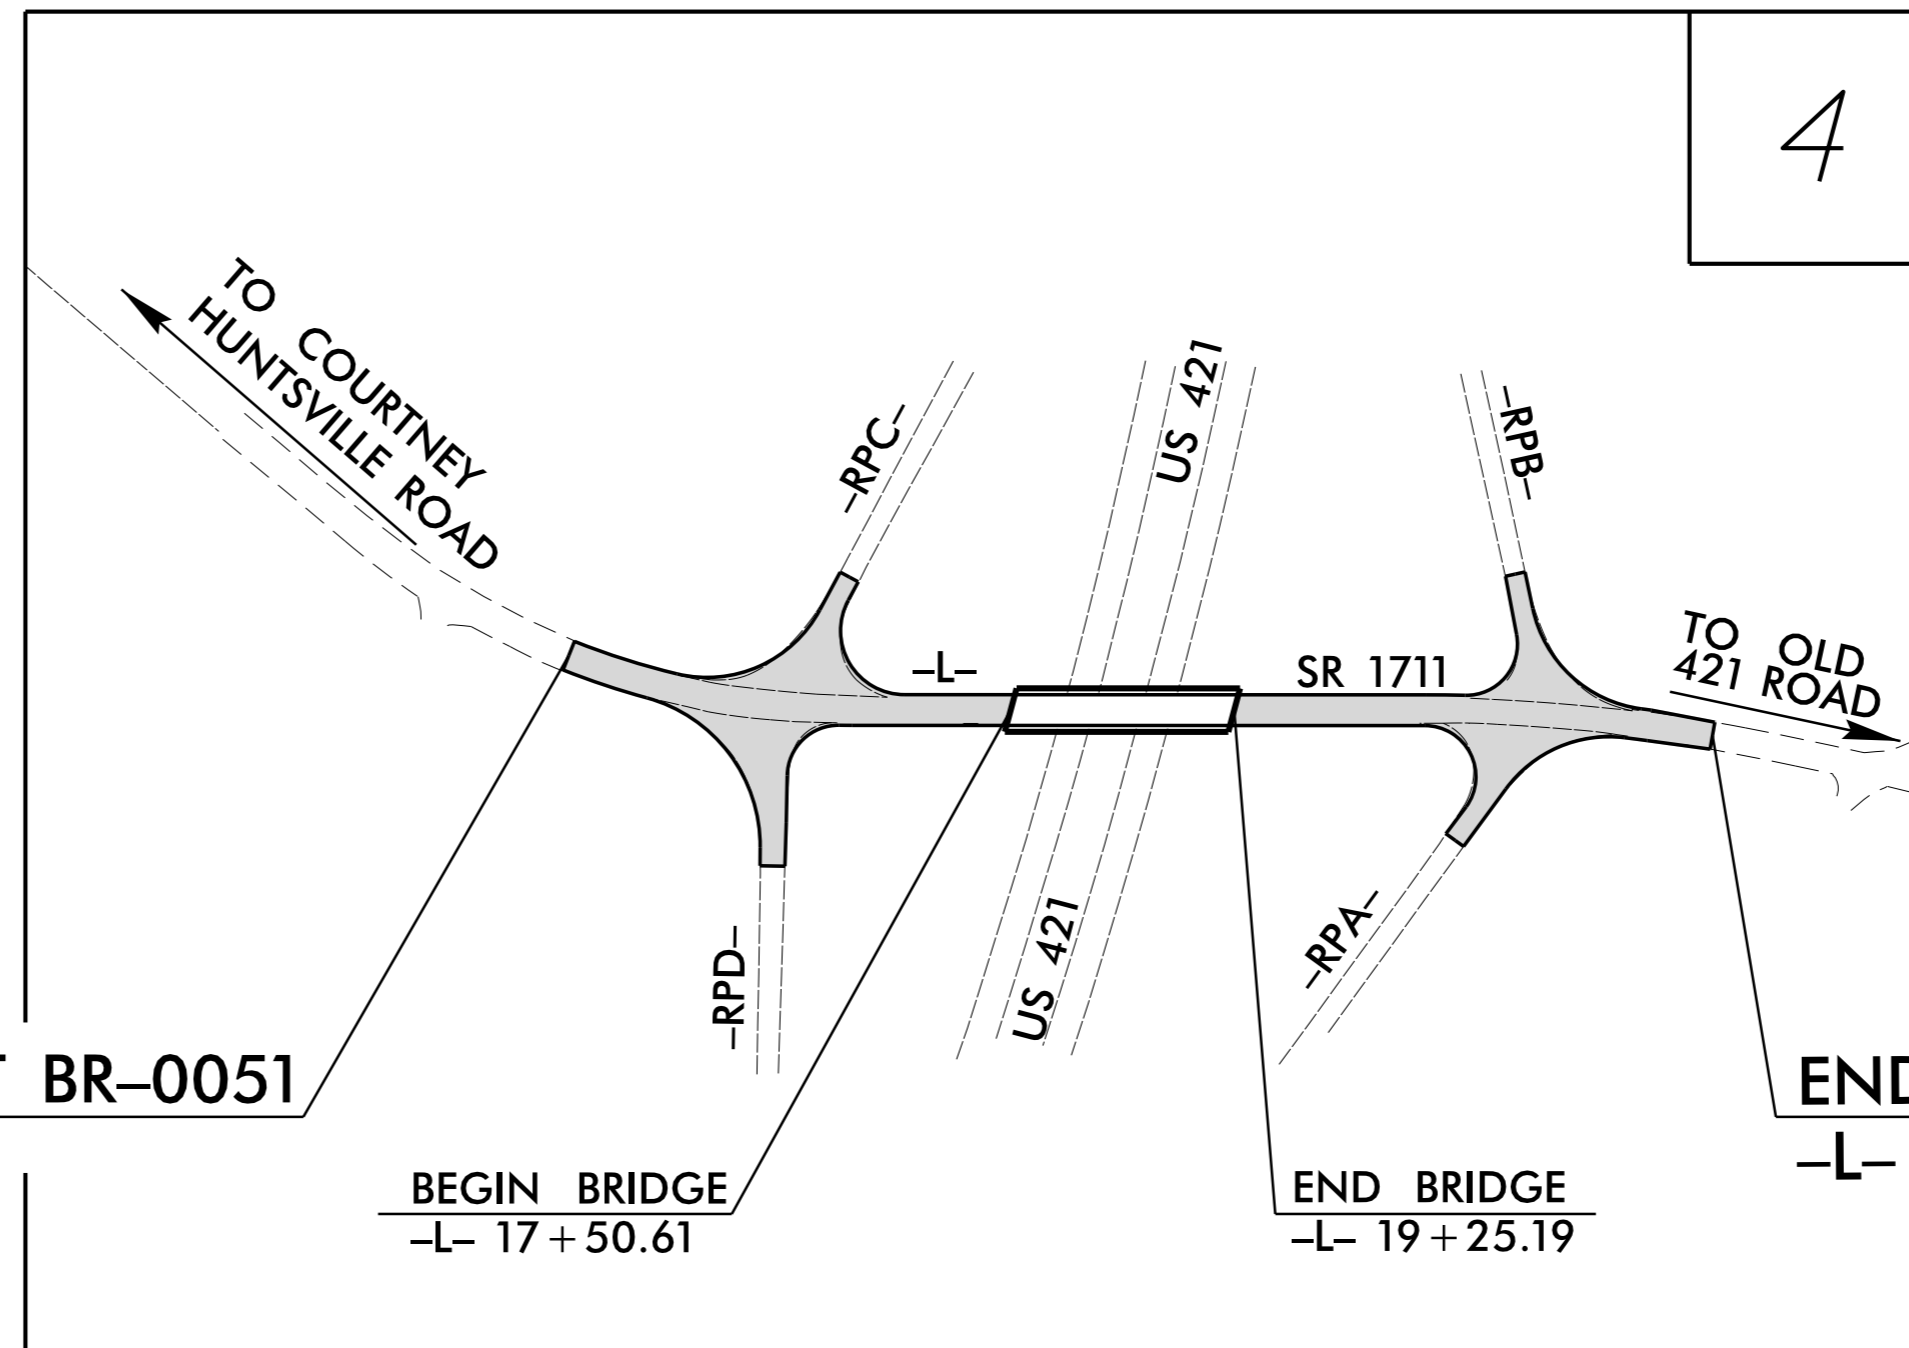 4
TO COURTNEY
HUNTSVILLE ROAD
–RPC–
US 421
–RPB–
–L–
SR 1711
TO OLD
421 ROAD
–RPD–
US 421
–RPA–
BR–0051
END
–L–
BEGIN BRIDGE
–L– 17+50.61
END BRIDGE
–L– 19+25.19